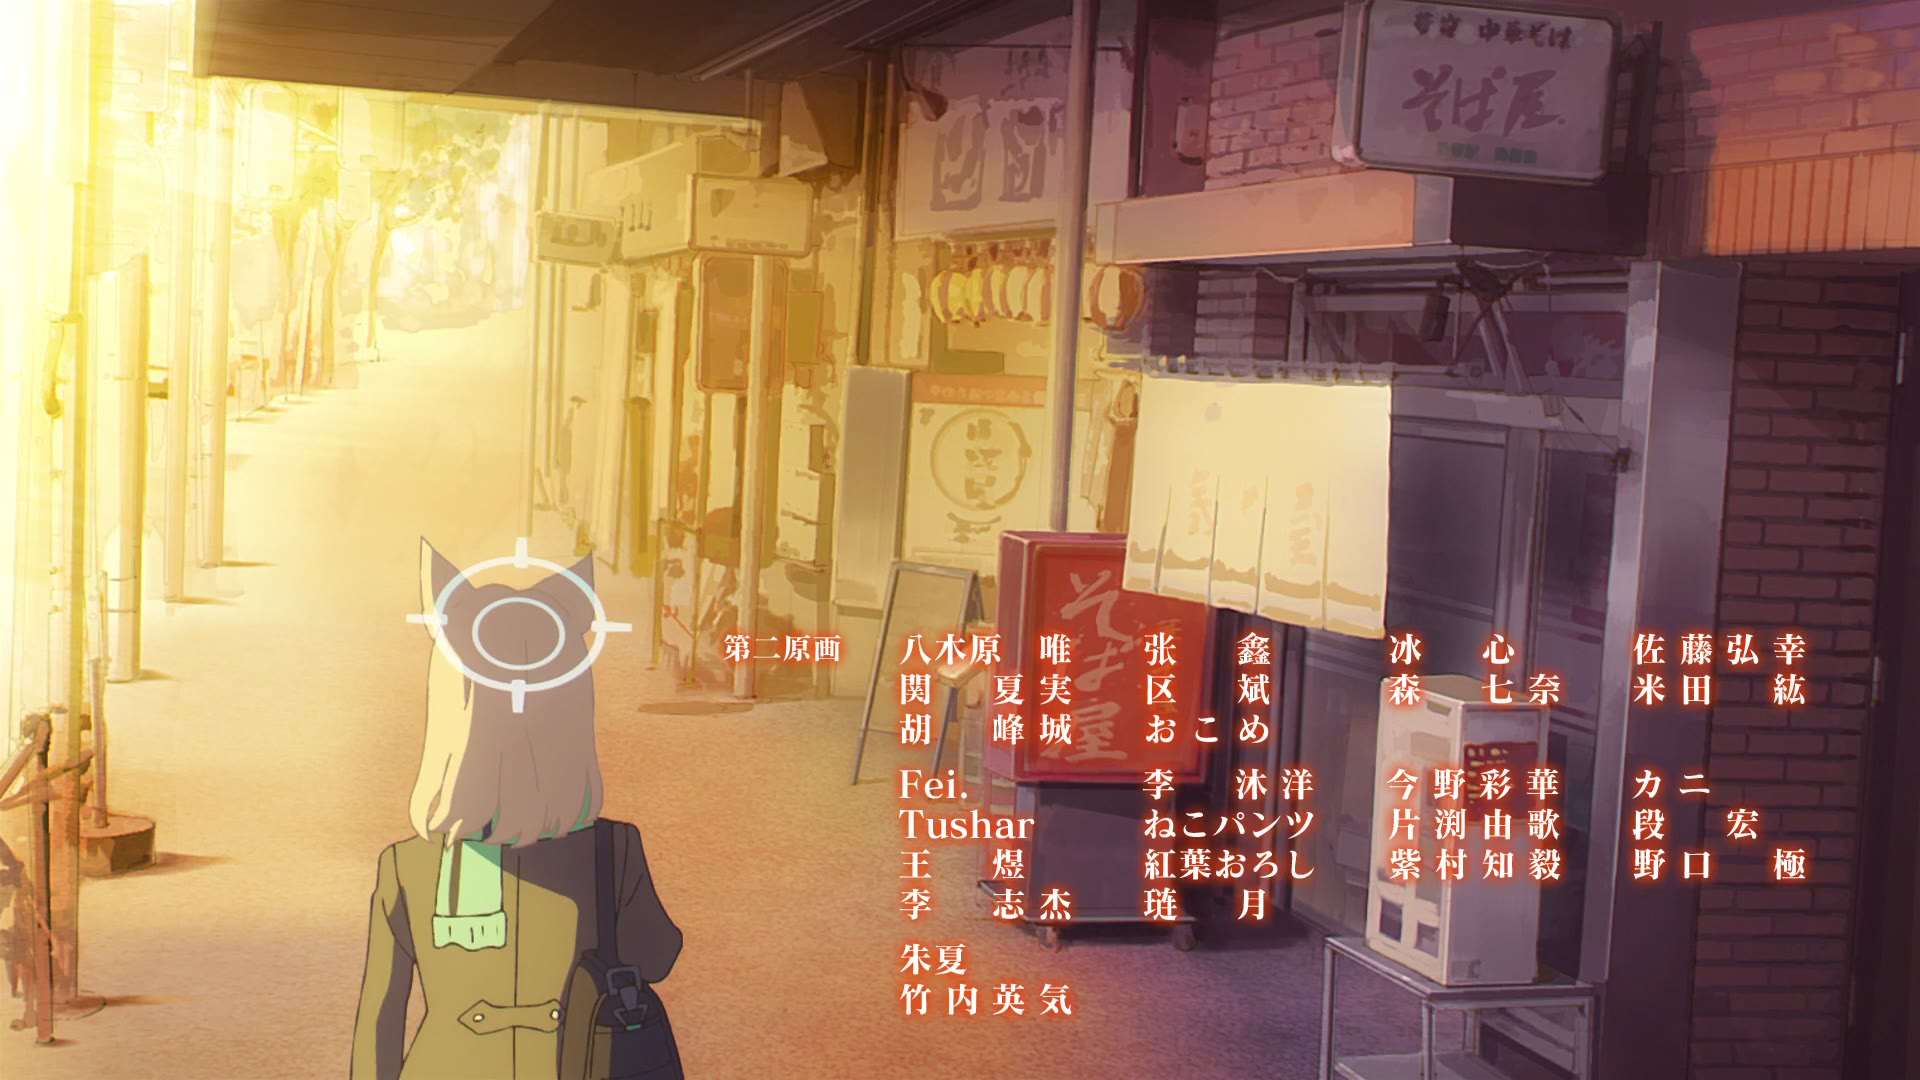 中華そば
そば屋
そば屋
第二原画
八木原 唯 张 鑫 冰 心 佐藤弘幸
関 夏実 区 斌 森 七奈 米田 紘
胡 峰城 おこめ
Fei. 李 沐洋 今野彩華 カニ
Tushar ねこパンツ 片渕由歌 段 宏
王 煜 紅葉おろし 紫村知毅 野口 極
李 志杰 琏 月
朱夏
竹内英気